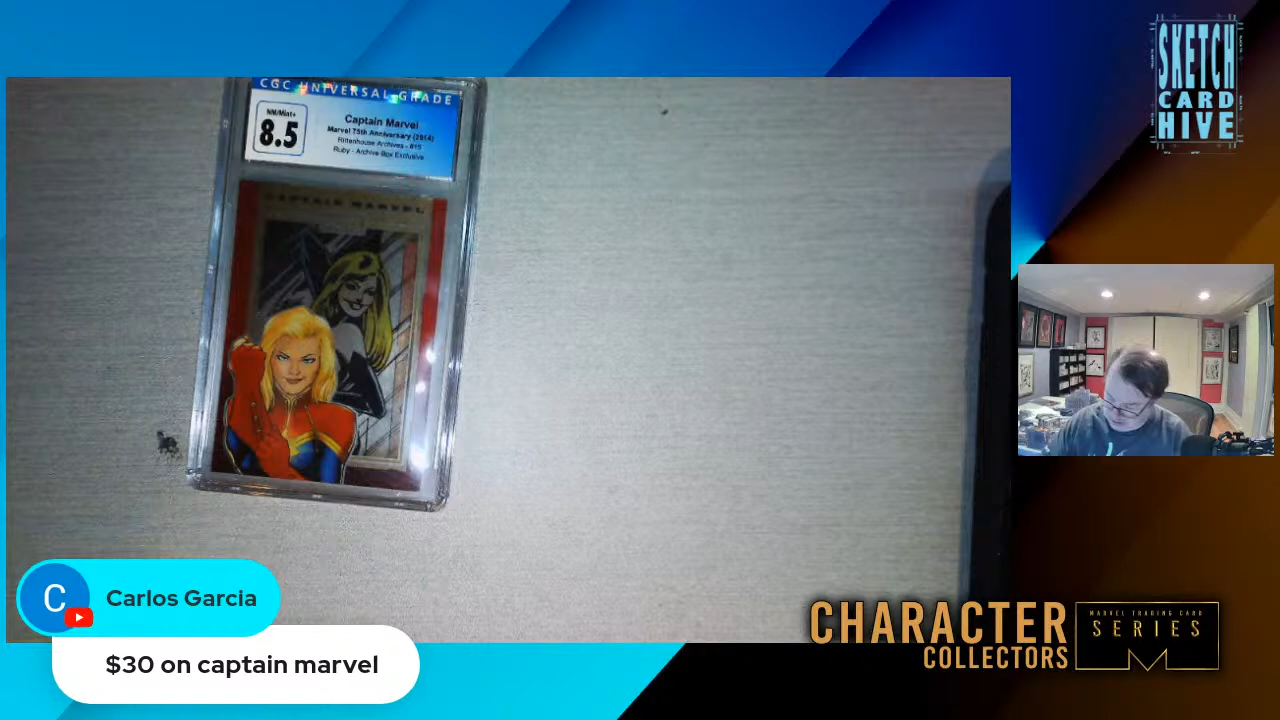 SKETCH
CARD
HIVE
CGC UNIVERSAL GRADE
NM/Mint+
8.5
Captain Marvel
Marvel 75th Anniversary (2014)
Rittenhouse Archives - #15
Ruby - Archive Box Exclusive
CAPTAIN MARVEL
C
Carlos Garcia
$30 on captain marvel
CHARACTER
COLLECTORS
MARVEL TRADING CARD
SERIES
M